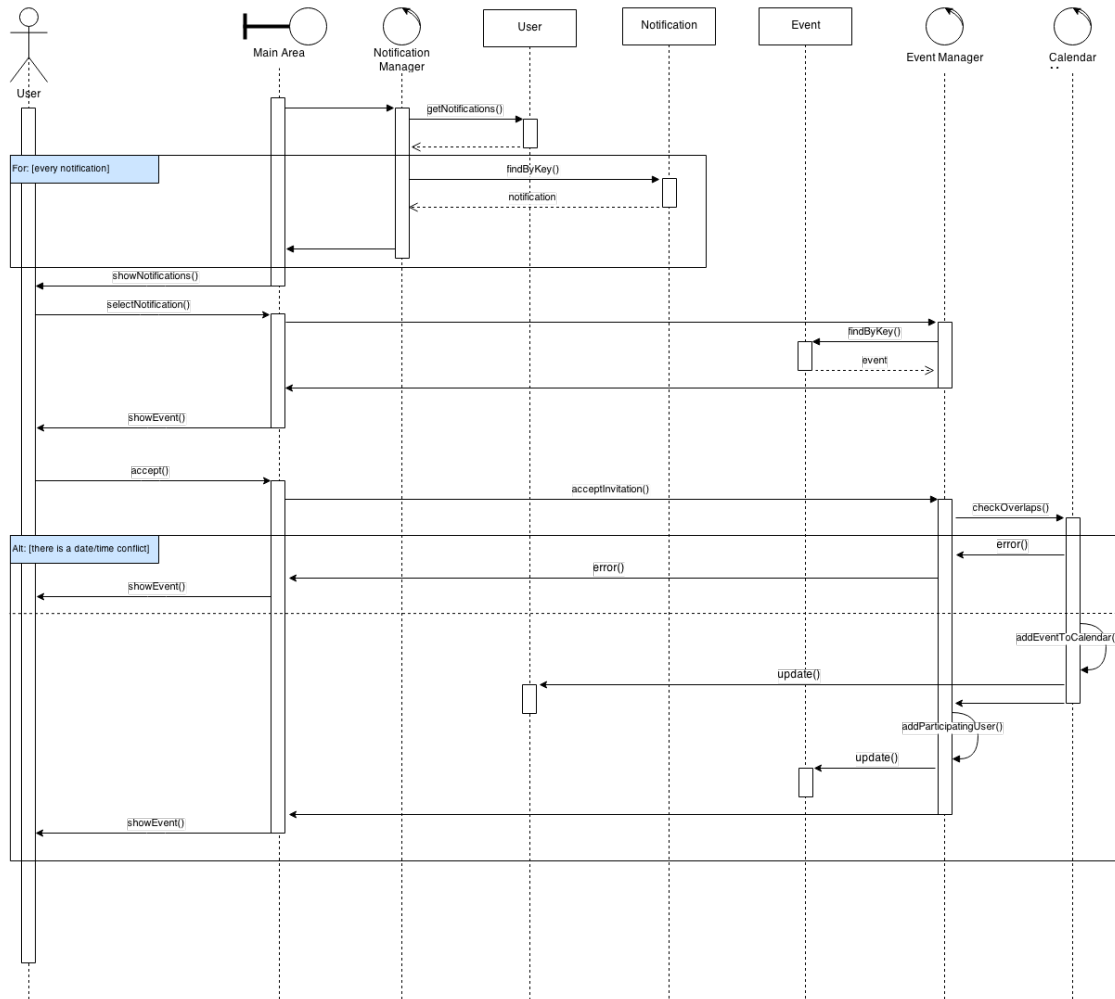 User
Main Area
Notification
Manager
User
Notification
Event
Event Manager
Calendar
getNotifications()
For: [every notification]
findByKey()
notification
showNotifications()
selectNotification()
findByKey()
event
showEvent()
accept()
acceptInvitation()
checkOverlaps()
Alt: [there is a date/time conflict]
error()
error()
showEvent()
addEventToCalendar(
update()
addParticipatingUser()
update()
showEvent()